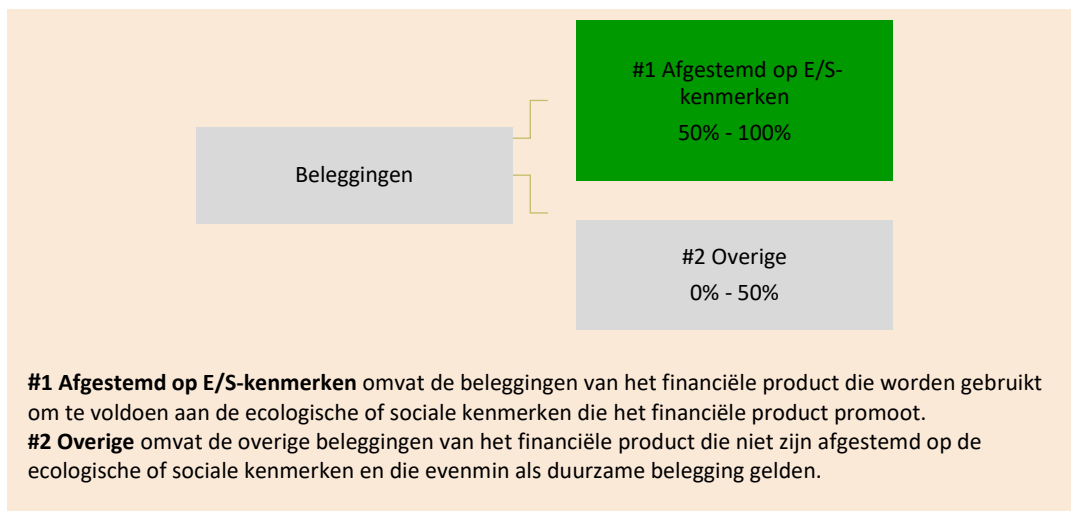 #1 Afgestemd op E/S-
kenmerken
50% - 100%
Beleggingen
#2 Overige
0% - 50%
#1 Afgestemd op E/S-kenmerken omvat de beleggingen van het financiële product die worden gebruikt
om te voldoen aan de ecologische of sociale kenmerken die het financiële product promoot.
#2 Overige omvat de overige beleggingen van het financiële product die niet zijn afgestemd op de
ecologische of sociale kenmerken en die evenmin als duurzame belegging gelden.